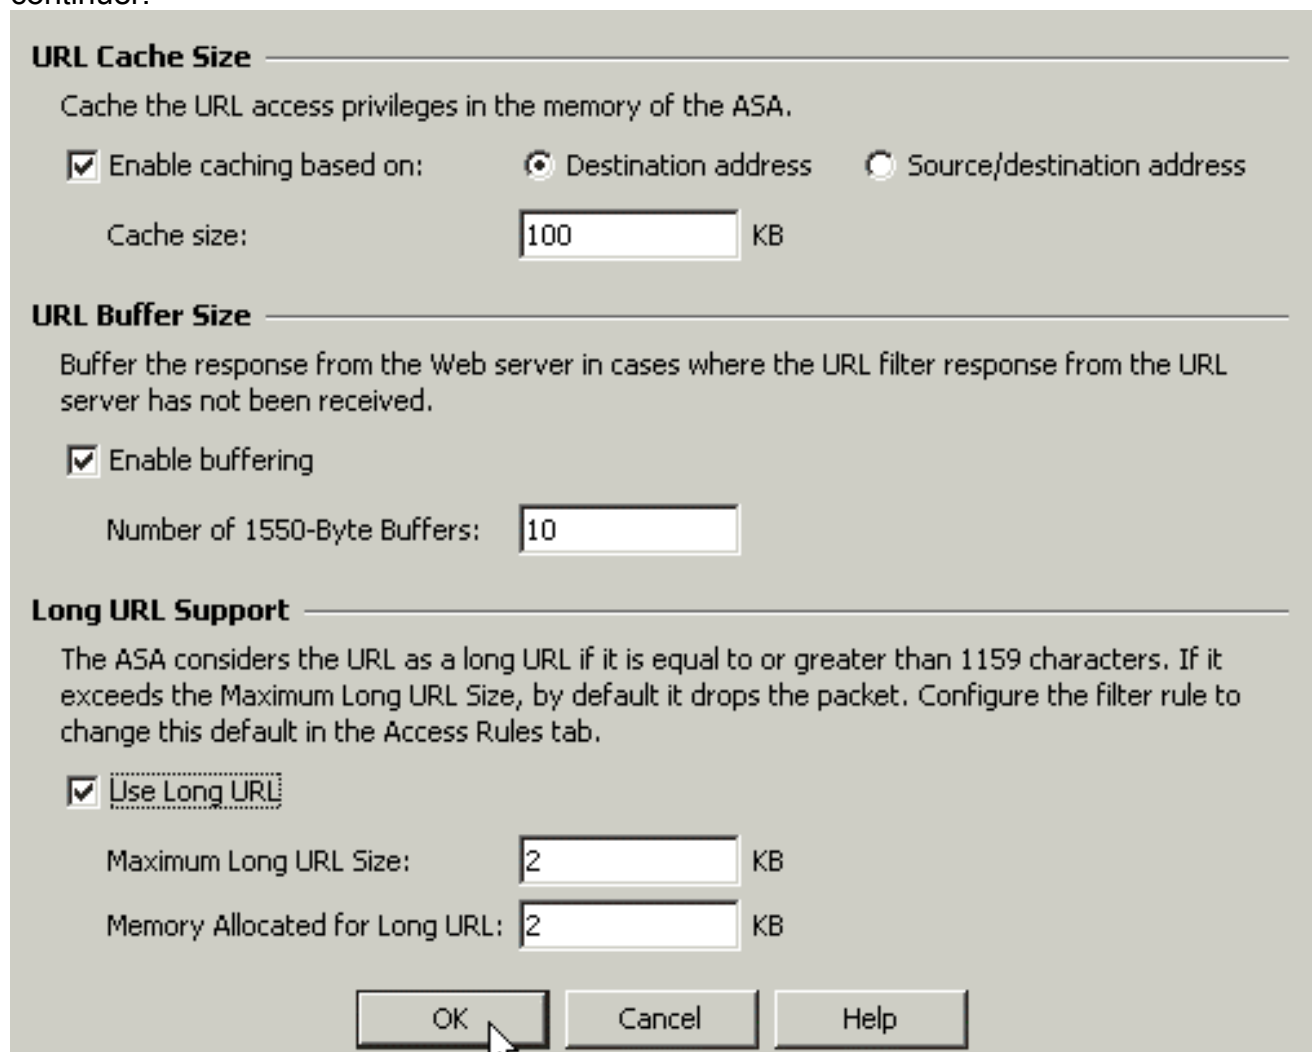 continuer.
URL Cache Size
Cache the URL access privileges in the memory of the ASA.
Enable caching based on: Destination address Source/destination address
Cache size: 100 KB
URL Buffer Size
Buffer the response from the Web server in cases where the URL filter response from the URL
server has not been received.
Enable buffering
Number of 1550-Byte Buffers: 10
Long URL Support
The ASA considers the URL as a long URL if it is equal to or greater than 1159 characters. If it
exceeds the Maximum Long URL Size, by default it drops the packet. Configure the filter rule to
change this default in the Access Rules tab.
Use Long URL
Maximum Long URL Size: 2 KB
Memory Allocated for Long URL: 2 KB
OK Cancel Help